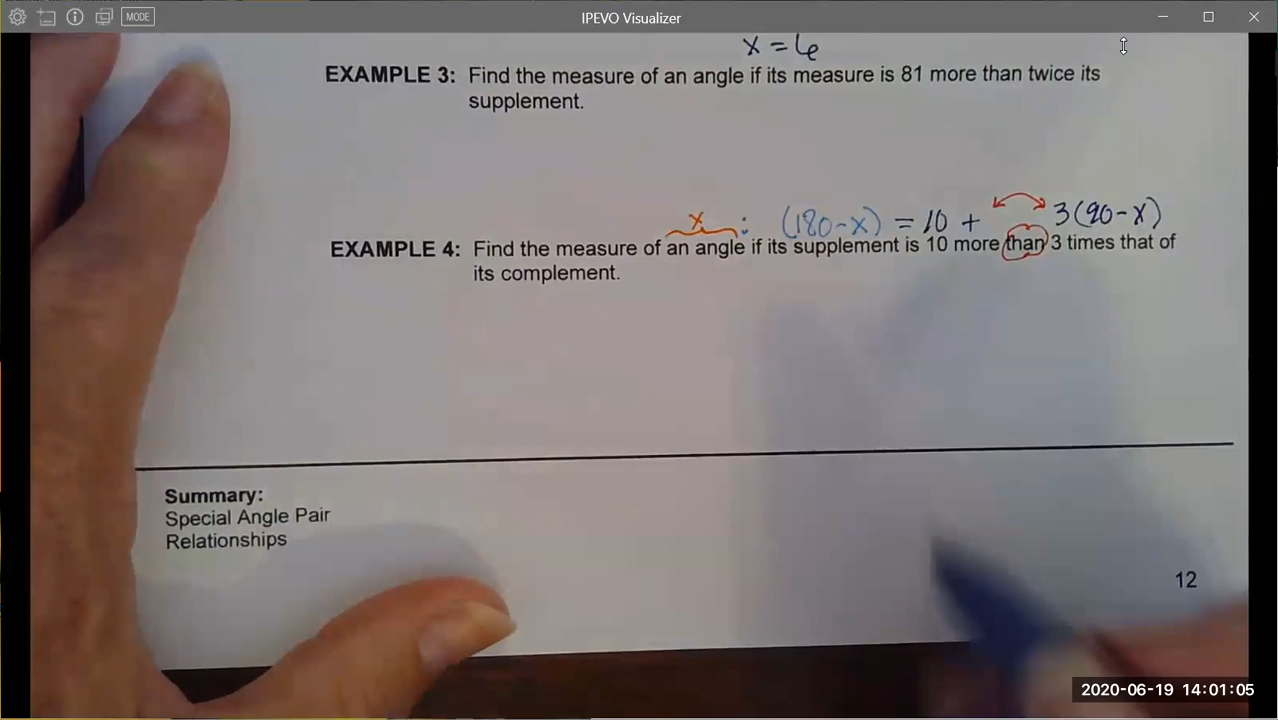 MODE
IPEVO Visualizer
x = 6
EXAMPLE 3: Find the measure of an angle if its measure is 81 more than twice its
supplement.
x : (180-x) = 10 + 3(90-x)
EXAMPLE 4: Find the measure of an angle if its supplement is 10 more than 3 times that of
its complement.
Summary:
Special Angle Pair
Relationships
12
2020-06-19 14:01:05